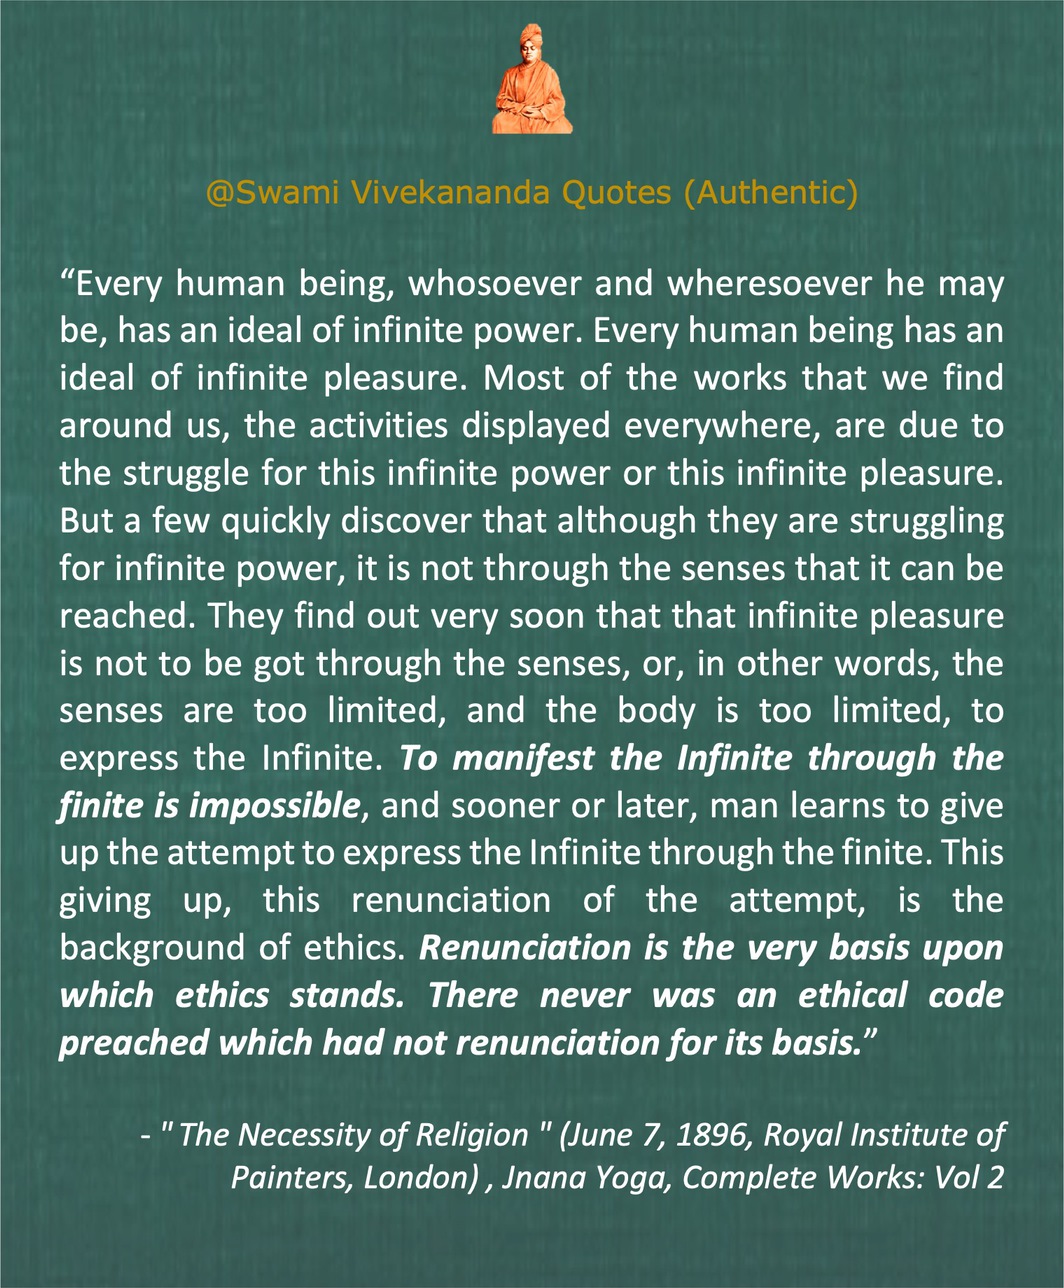 @Swami Vivekananda Quotes (Authentic)
“Every human being, whosoever and wheresoever he may
be, has an ideal of infinite power. Every human being has an
ideal of infinite pleasure. Most of the works that we find
around us, the activities displayed everywhere, are due to
the struggle for this infinite power or this infinite pleasure.
But a few quickly discover that although they are struggling
for infinite power, it is not through the senses that it can be
reached. They find out very soon that that infinite pleasure
is not to be got through the senses, or, in other words, the
senses are too limited, and the body is too limited, to
express the Infinite. To manifest the Infinite through the
finite is impossible, and sooner or later, man learns to give
up the attempt to express the Infinite through the finite. This
giving up, this renunciation of the attempt, is the
background of ethics. Renunciation is the very basis upon
which ethics stands. There never was an ethical code
preached which had not renunciation for its basis.”
- " The Necessity of Religion " (June 7, 1896, Royal Institute of
Painters, London) , Jnana Yoga, Complete Works: Vol 2